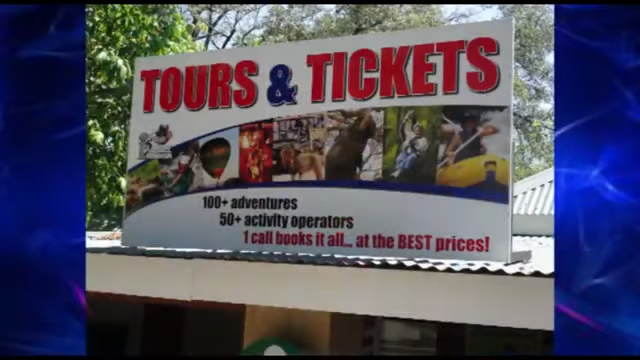 TOURS & TICKETS
100+ adventures
50+ activity operators
1 call books it all... at the BEST prices!